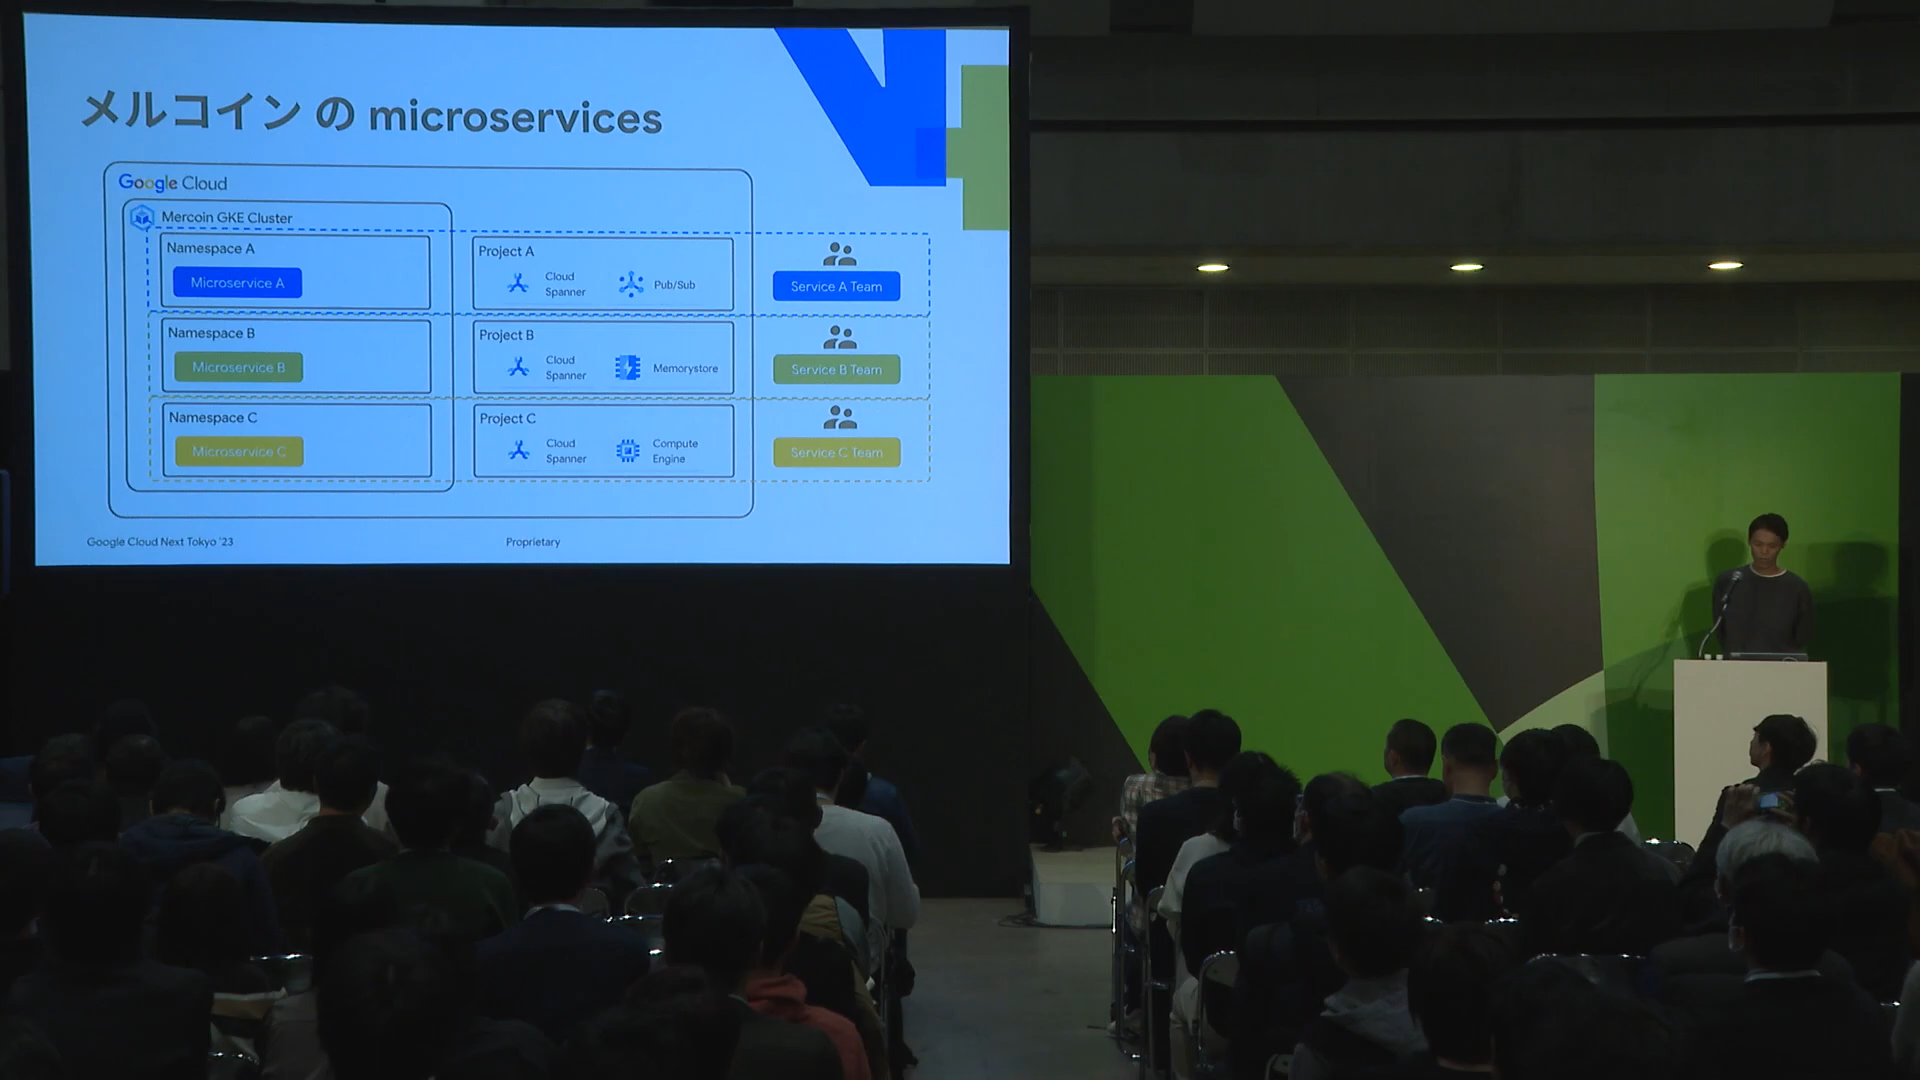 メルコイン の microservices
Google Cloud
Mercoin GKE Cluster
Namespace A
Microservice A
Project A
Cloud
Spanner
Pub/Sub
Service A Team
Namespace B
Microservice B
Project B
Cloud
Spanner
Memorystore
Service B Team
Namespace C
Microservice C
Project C
Cloud
Spanner
Compute
Engine
Service C Team
Google Cloud Next Tokyo '23
Proprietary